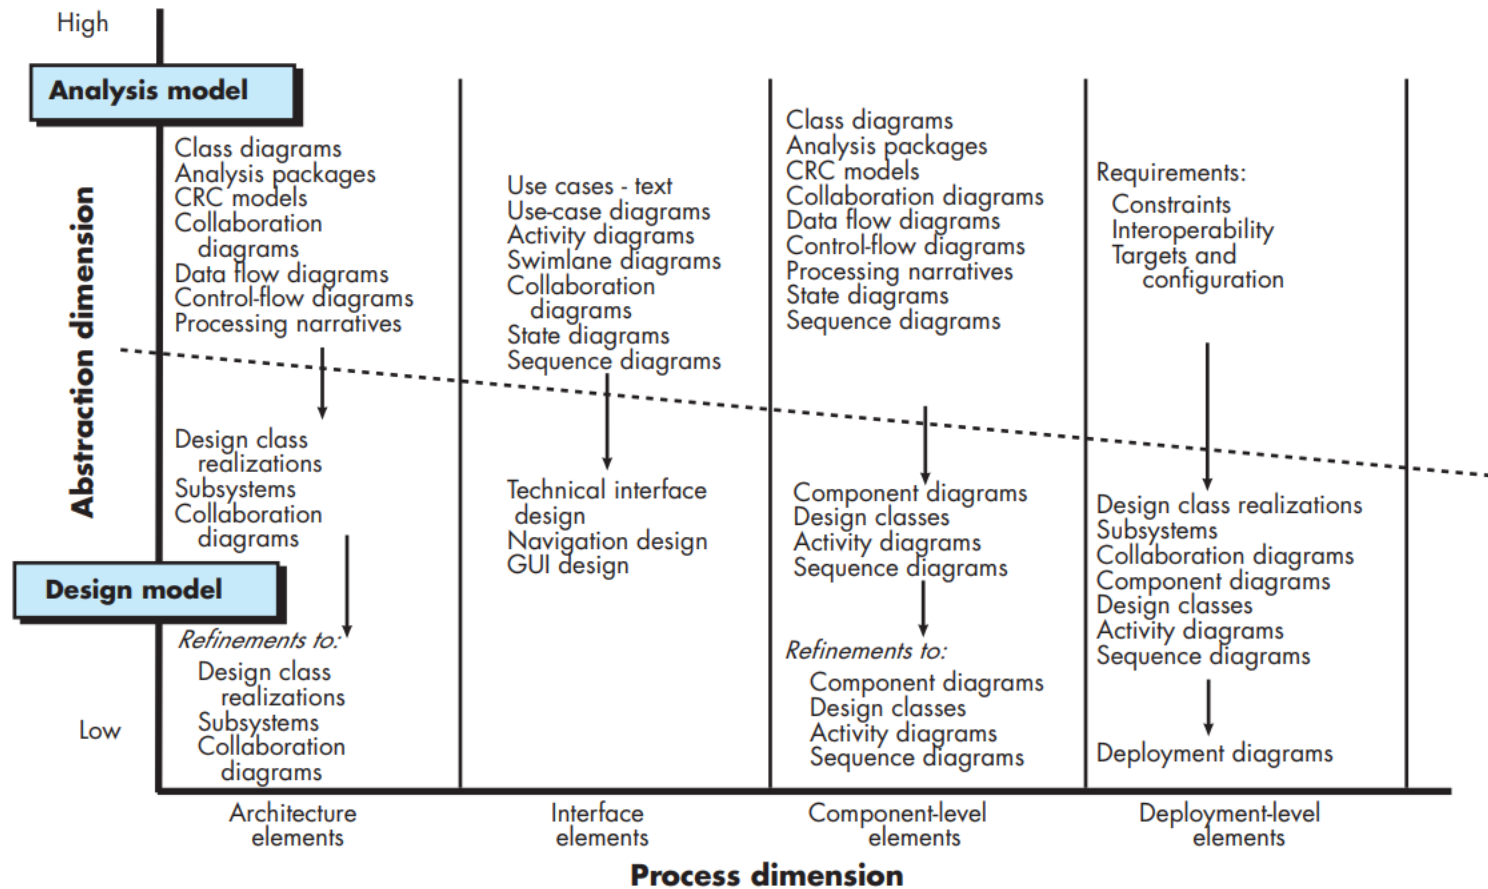 High
Analysis model
Abstraction dimension
Design model
Low
Class diagrams
Analysis packages
CRC models
Collaboration
diagrams
Data flow diagrams
Control-flow diagrams
Processing narratives
Design class
realizations
Subsystems
Collaboration
diagrams
Refinements to:
Design class
realizations
Subsystems
Collaboration
diagrams
Architecture
elements
Use cases - text
Use-case diagrams
Activity diagrams
Swimlane diagrams
Collaboration
diagrams
State diagrams
Sequence diagrams
Technical interface
design
Navigation design
GUI design
Interface
elements
Class diagrams
Analysis packages
CRC models
Collaboration diagrams
Data flow diagrams
Control-flow diagrams
Processing narratives
State diagrams
Sequence diagrams
Component diagrams
Design classes
Activity diagrams
Sequence diagrams
Refinements to:
Component diagrams
Design classes
Activity diagrams
Sequence diagrams
Component-level
elements
Requirements:
Constraints
Interoperability
Targets and
configuration
Design class realizations
Subsystems
Collaboration diagrams
Component diagrams
Design classes
Activity diagrams
Sequence diagrams
Deployment diagrams
Deployment-level
elements
Process dimension